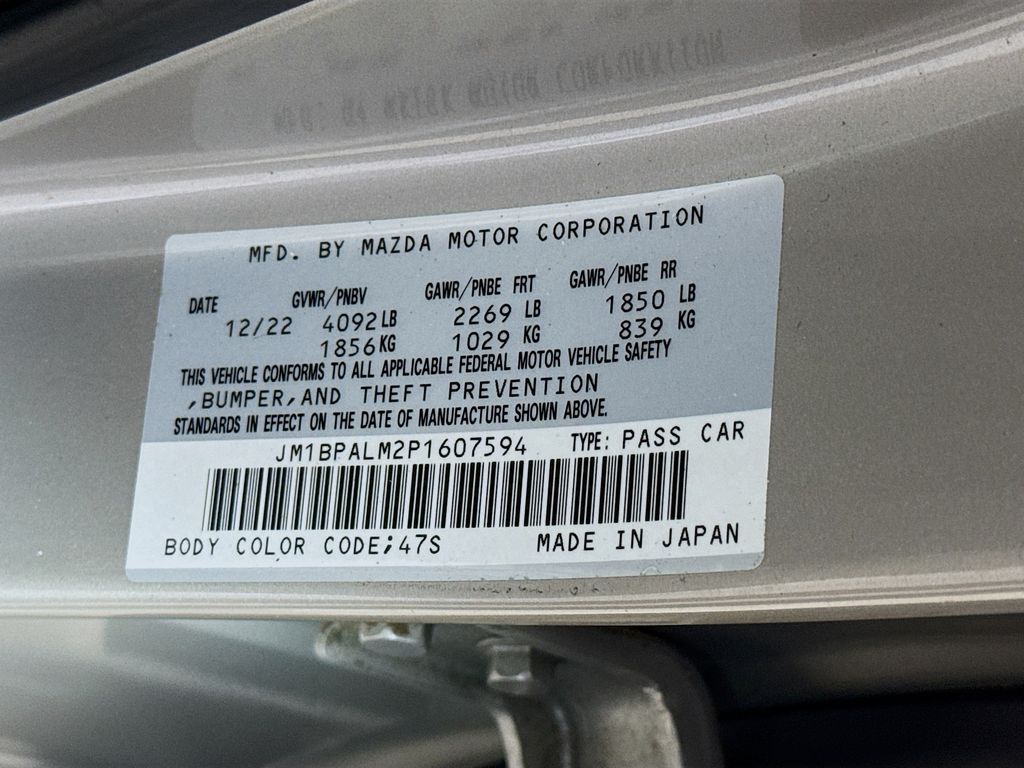 MFD. BY MAZDA MOTOR CORPORATION
DATE GVWR/PNBV GAWR/PNBE FRT GAWR/PNBE RR
12/22 4092LB 2269 LB 1850 LB
1856KG 1029 KG 839 KG
THIS VEHICLE CONFORMS TO ALL APPLICABLE FEDERAL MOTOR VEHICLE SAFETY
,BUMPER,AND THEFT PREVENTION
STANDARDS IN EFFECT ON THE DATE OF MANUFACTURE SHOWN ABOVE.
JM1BPALM2P1607594 TYPE: PASS CAR
BODY COLOR CODE;47S MADE IN JAPAN